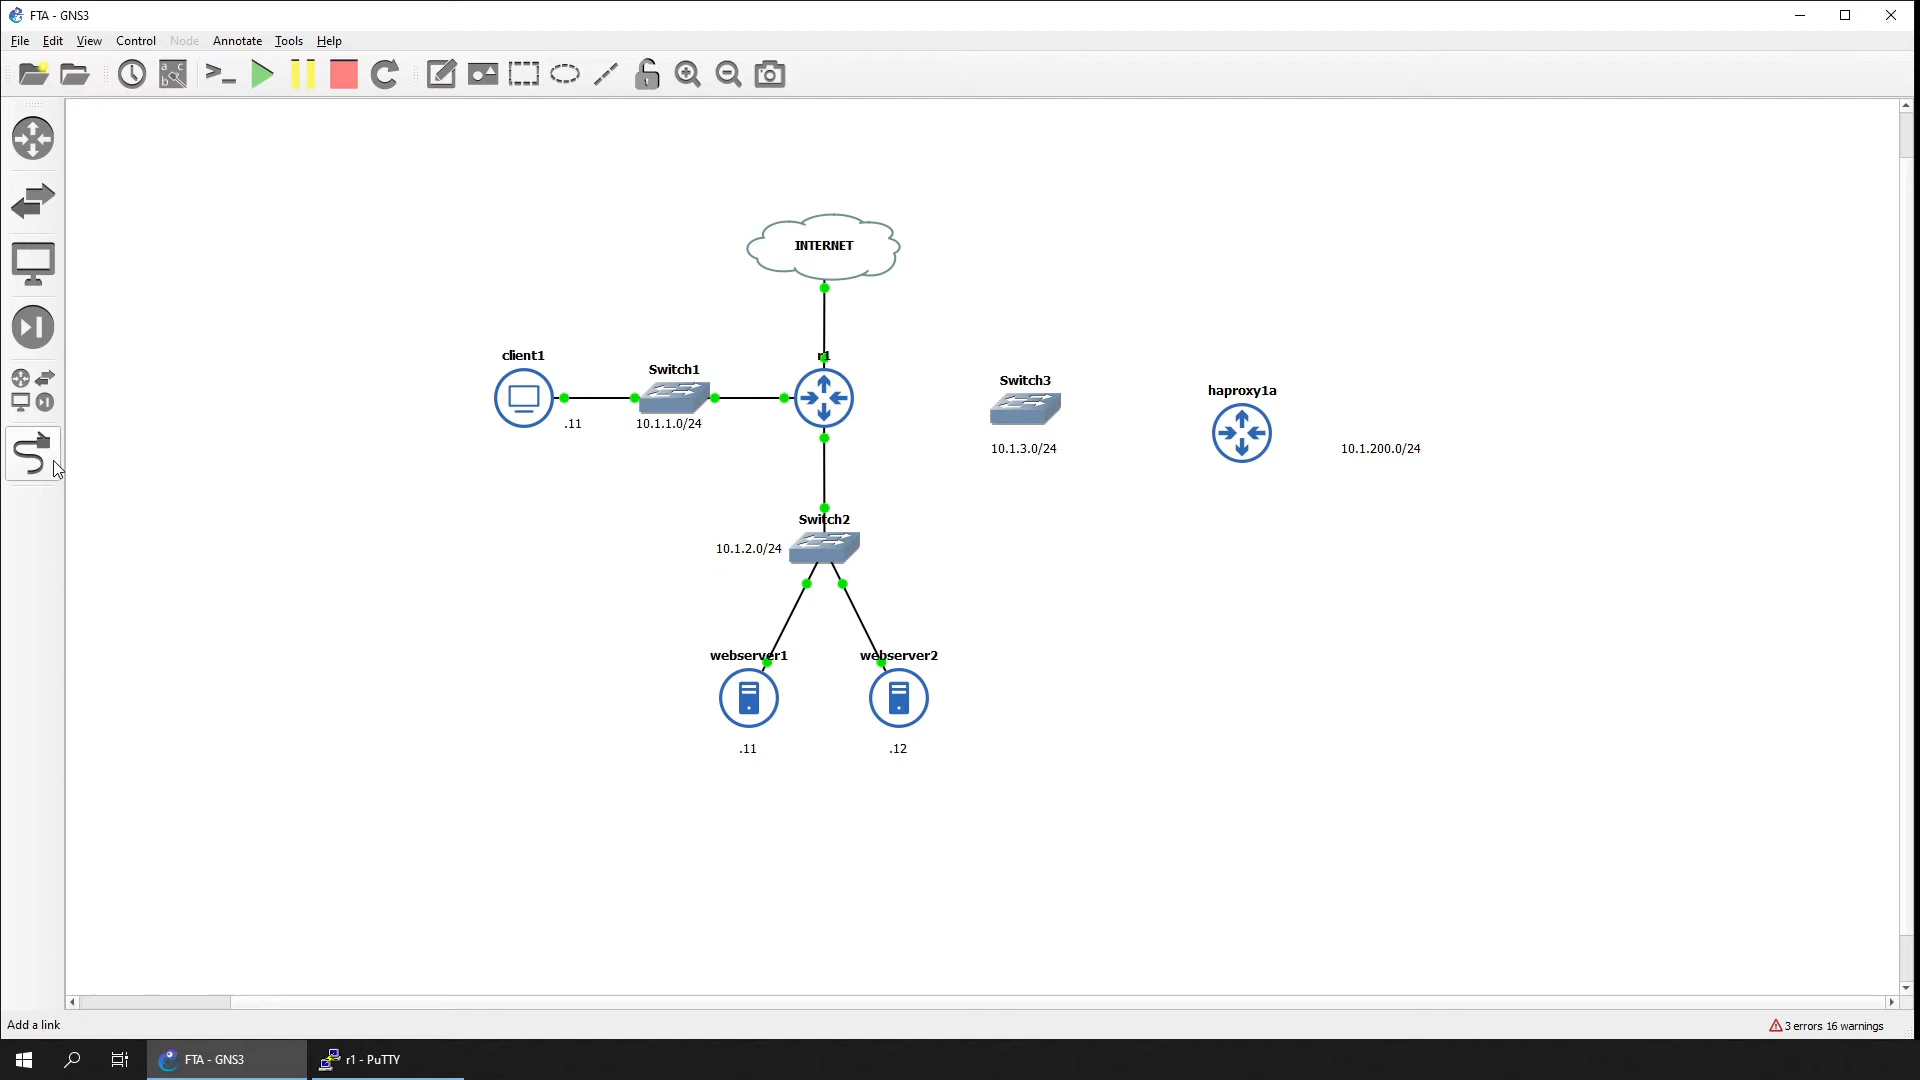 FTA - GNS3
File Edit View Control Node Annotate Tools Help
INTERNET
client1
Switch1
r1
Switch3
haproxy1a
.11
10.1.1.0/24
10.1.3.0/24
10.1.200.0/24
Switch2
10.1.2.0/24
webserver1
webserver2
.11
.12
Add a link
3 errors 16 warnings
FTA - GNS3
r1 - PuTTY